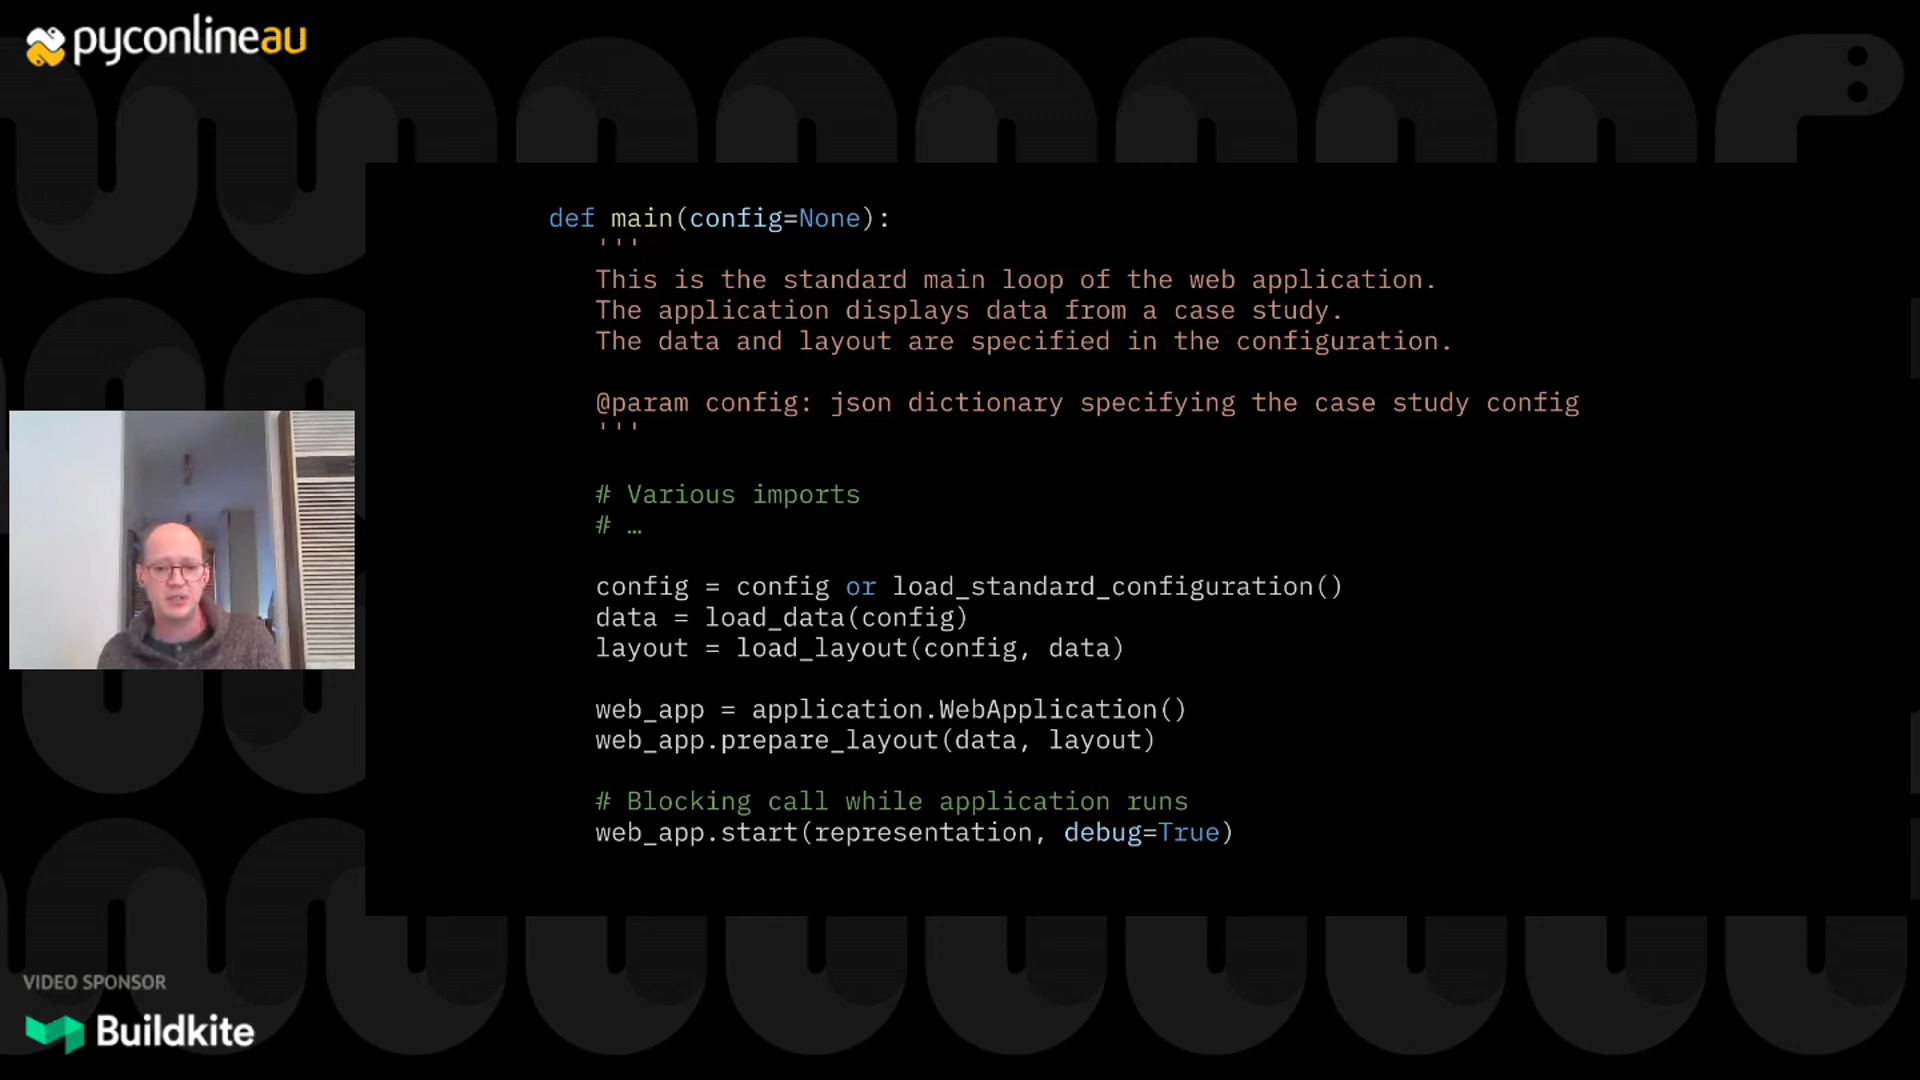 pyconlineau
def main(config=None):
'''
This is the standard main loop of the web application.
The application displays data from a case study.
The data and layout are specified in the configuration.
@param config: json dictionary specifying the case study config
'''
# Various imports
# …
config = config or load_standard_configuration()
data = load_data(config)
layout = load_layout(config, data)
web_app = application.WebApplication()
web_app.prepare_layout(data, layout)
# Blocking call while application runs
web_app.start(representation, debug=True)
VIDEO SPONSOR
Buildkite